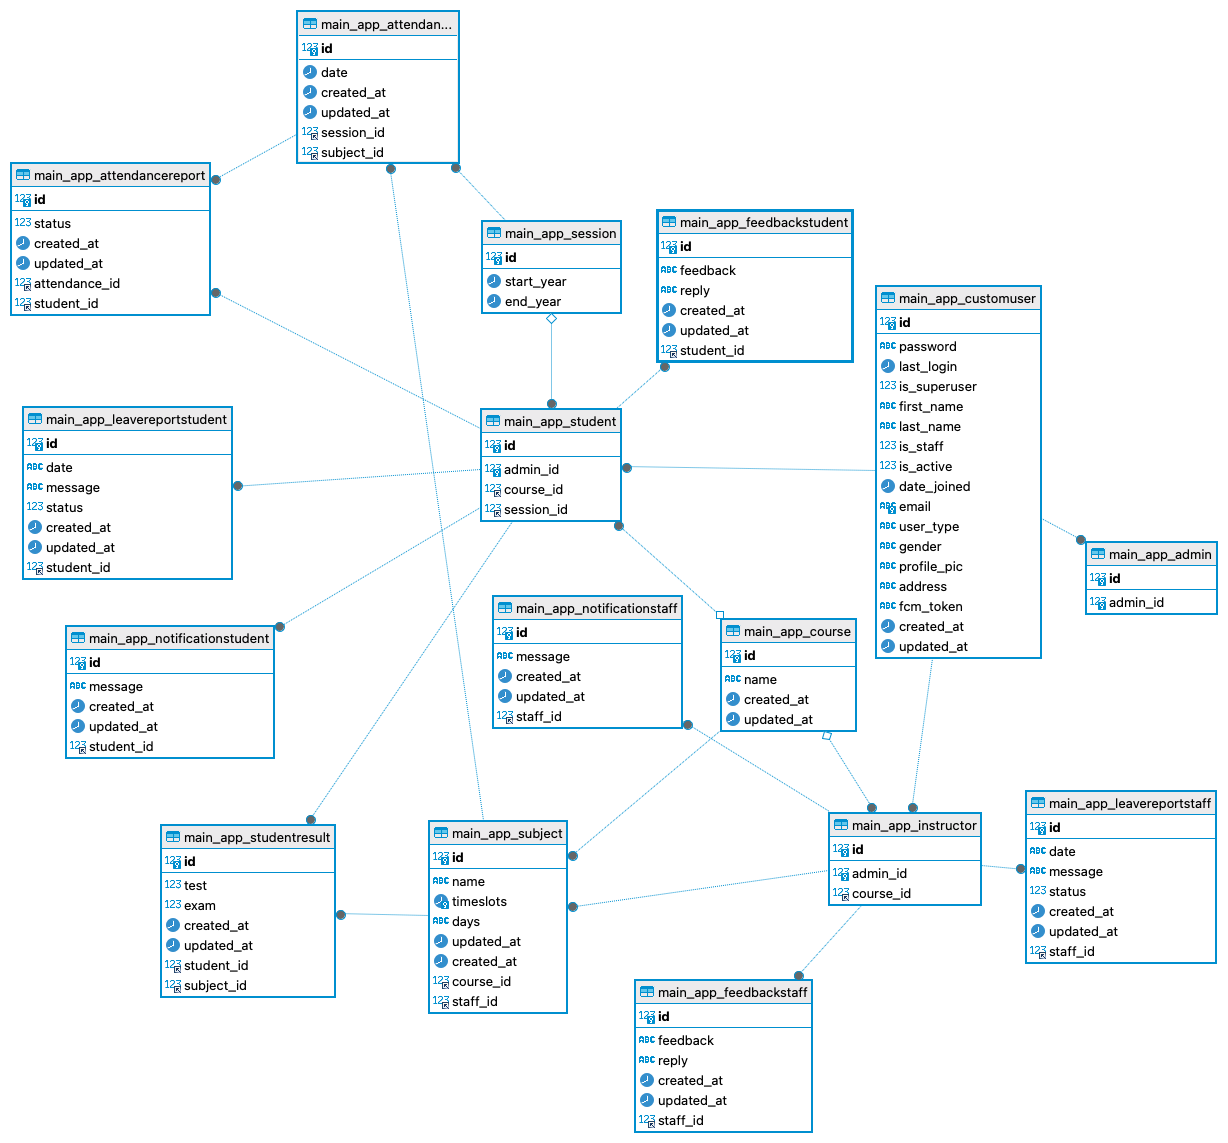 main_app_attendan...
id
date
created_at
updated_at
session_id
subject_id
main_app_attendancereport
id
status
created_at
updated_at
attendance_id
student_id
main_app_session
id
start_year
end_year
main_app_feedbackstudent
id
feedback
reply
created_at
updated_at
student_id
main_app_customuser
id
password
last_login
is_superuser
first_name
last_name
is_staff
is_active
date_joined
email
user_type
gender
profile_pic
address
fcm_token
created_at
updated_at
main_app_leavereportstudent
id
date
message
status
created_at
updated_at
student_id
main_app_student
id
admin_id
course_id
session_id
main_app_admin
id
admin_id
main_app_notificationstudent
id
message
created_at
updated_at
student_id
main_app_notificationstaff
id
message
created_at
updated_at
staff_id
main_app_course
id
name
created_at
updated_at
main_app_studentresult
id
test
exam
created_at
updated_at
student_id
subject_id
main_app_subject
id
name
timeslots
days
updated_at
created_at
course_id
staff_id
main_app_instructor
id
admin_id
course_id
main_app_leavereportstaff
id
date
message
status
created_at
updated_at
staff_id
main_app_feedbackstaff
id
feedback
reply
created_at
updated_at
staff_id